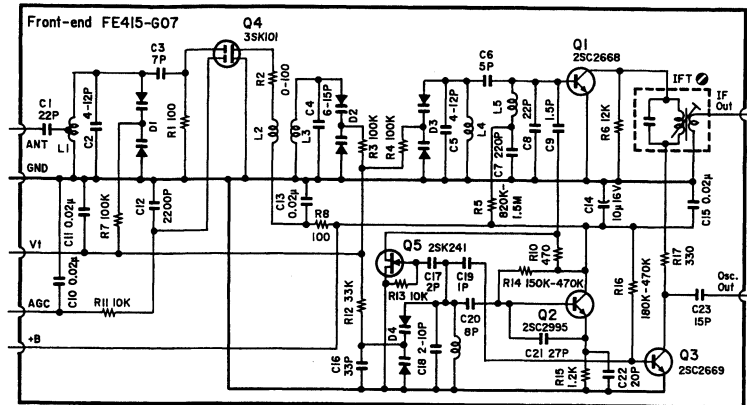 Front-end FE415-G07
Q4
3SK101
C3
7P
R2
0-100
C6
5P
Q1
2SC2668
IFT
IF
Out
C1
22P
ANT
L1
C2
4-12P
D1
R1 100
L2
L3
C4
6-15P
D2
R3 100K
R4 100K
D3
C5
4-12P
L4
L5
C7 220P
C8
22P
C9
1.5P
R6 12K
GND
C11 0.02μ
R7 100K
C12
2200P
C13
0.02μ
R8
100
R5
820K-
1.5M
C14
10μ16V
C15 0.02μ
Vt
C10 0.02μ
Q5
2SK241
C17
2P
C19
1P
R10
470
R14 150K-470K
R16
180K-470K
R17
330
Osc.
Out
AGC
R11 10K
R12 33K
R13 10K
D4
C18 2-10P
C20
8P
Q2
2SC2995
C23
15P
+B
C16
33P
C21 27P
R15
1.2K
C22
20P
Q3
2SC2669